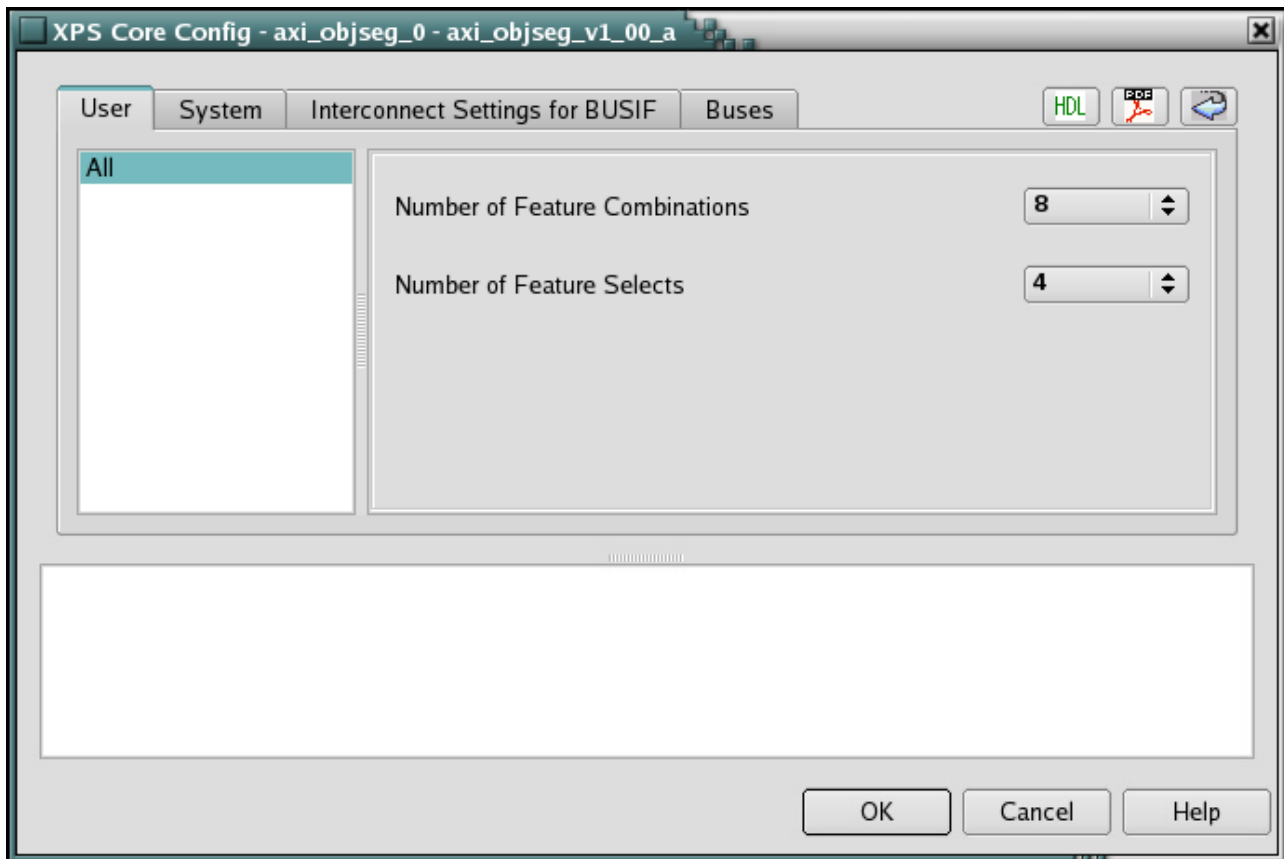 XPS Core Config - axi_objseg_0 - axi_objseg_v1_00_a
User System Interconnect Settings for BUSIF Buses HDL PDF
All
Number of Feature Combinations 8
Number of Feature Selects 4
OK Cancel Help